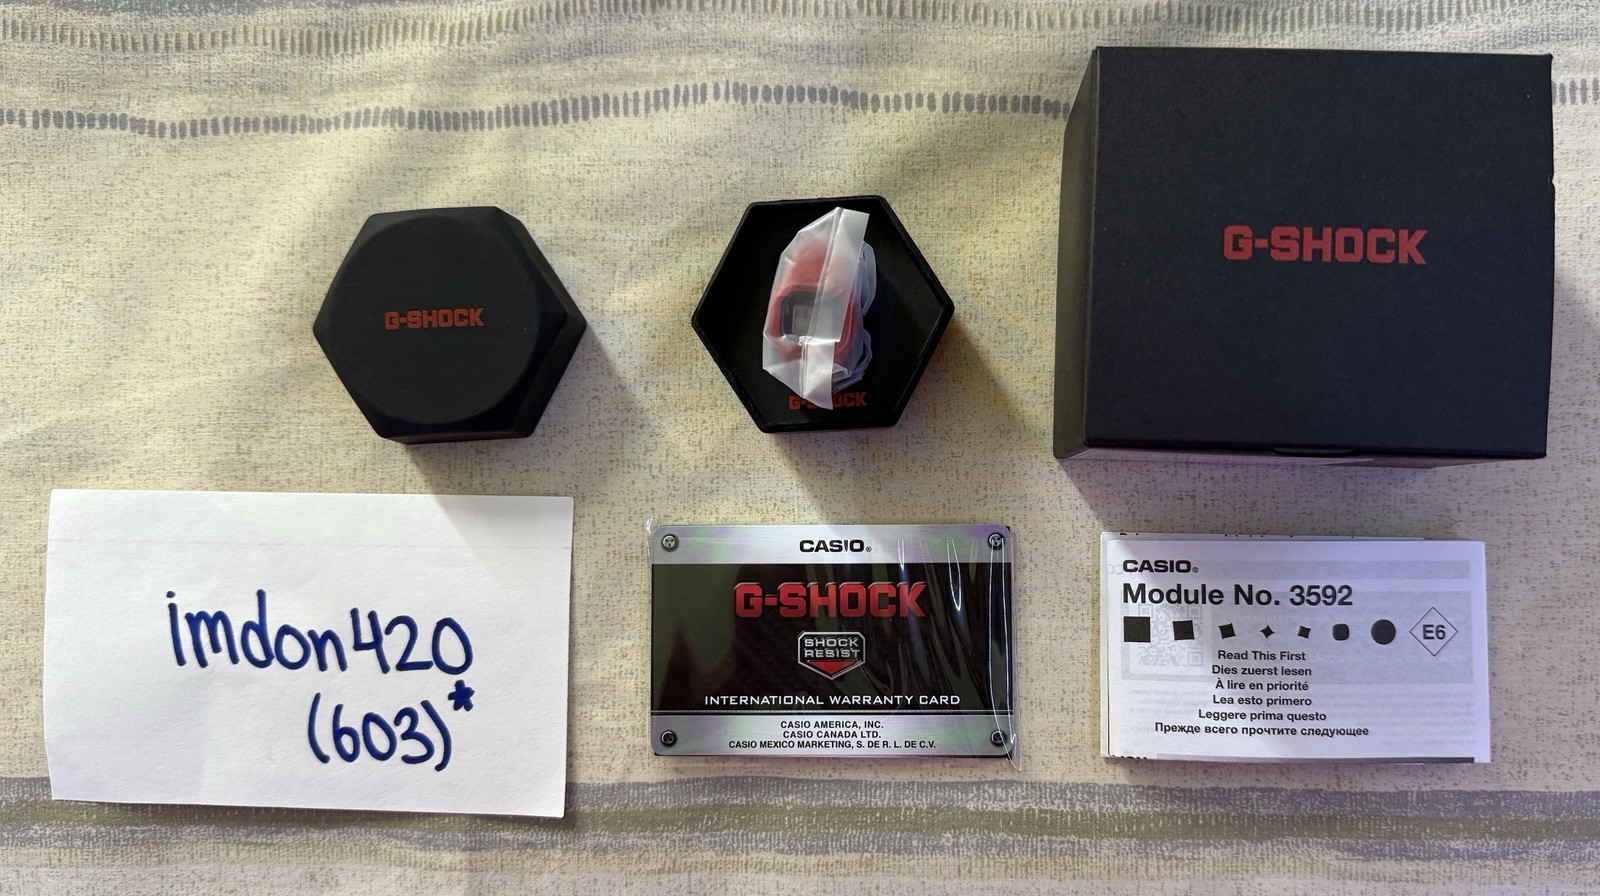 G-SHOCK
G-SHOCK
G-SHOCK
imdon420
(603)*
CASIO®
G-SHOCK
SHOCK
RESIST
INTERNATIONAL WARRANTY CARD
CASIO AMERICA, INC.
CASIO CANADA LTD.
CASIO MEXICO MARKETING, S. DE R. L. DE C.V.
CASIO®
Module No. 3592
E6
Read This First
Dies zuerst lesen
À lire en priorité
Lea esto primero
Leggere prima questo
Прежде всего прочтите следующее